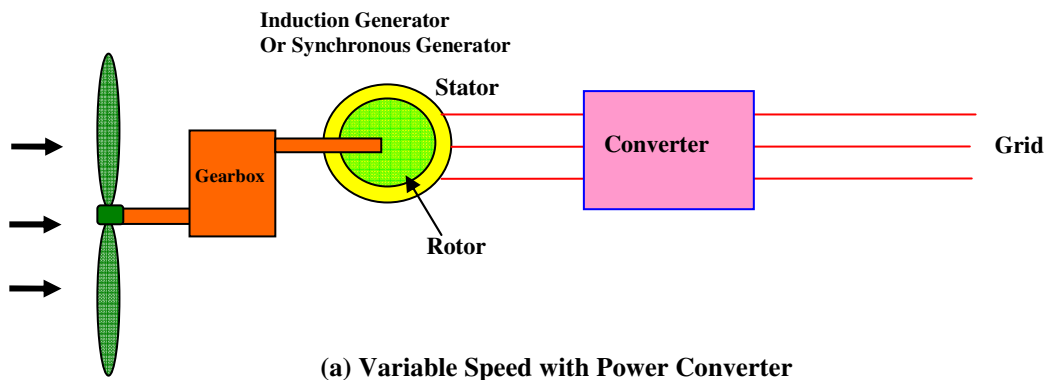 Induction Generator
Or Synchronous Generator
Stator
Converter
Grid
Gearbox
Rotor
(a) Variable Speed with Power Converter